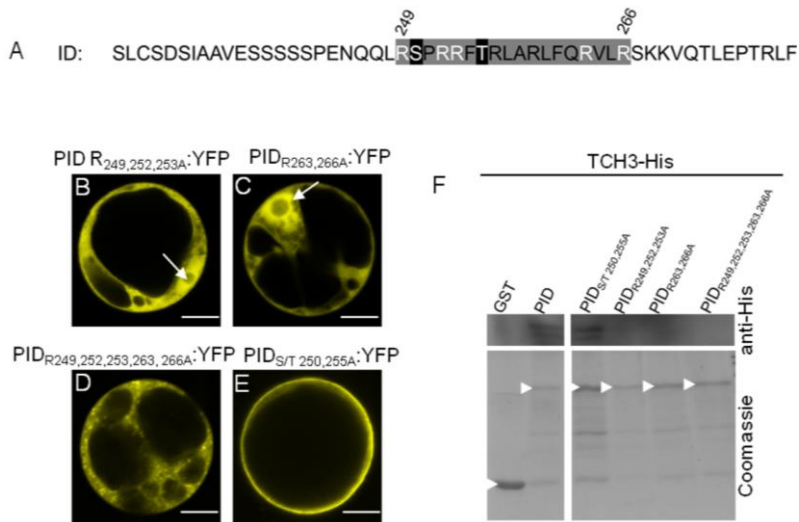 249 266
A ID: SLCSDSIAAVESSSSSPENQQLRSPRRFTRLARLFQRVLRSKKVQTLEPTRLF
PID R249,252,253A:YFP
PIDR263,266A:YFP
B
C
PIDR249,252,253,263, 266A:YFP
PIDS/T 250,255A:YFP
D
E
F
TCH3-His
GST
PID
PIDS/T 250,255A
PIDR249,252,253A
PIDR263,266A
PIDR249,252,253,263,266A
anti-His
Coomassie